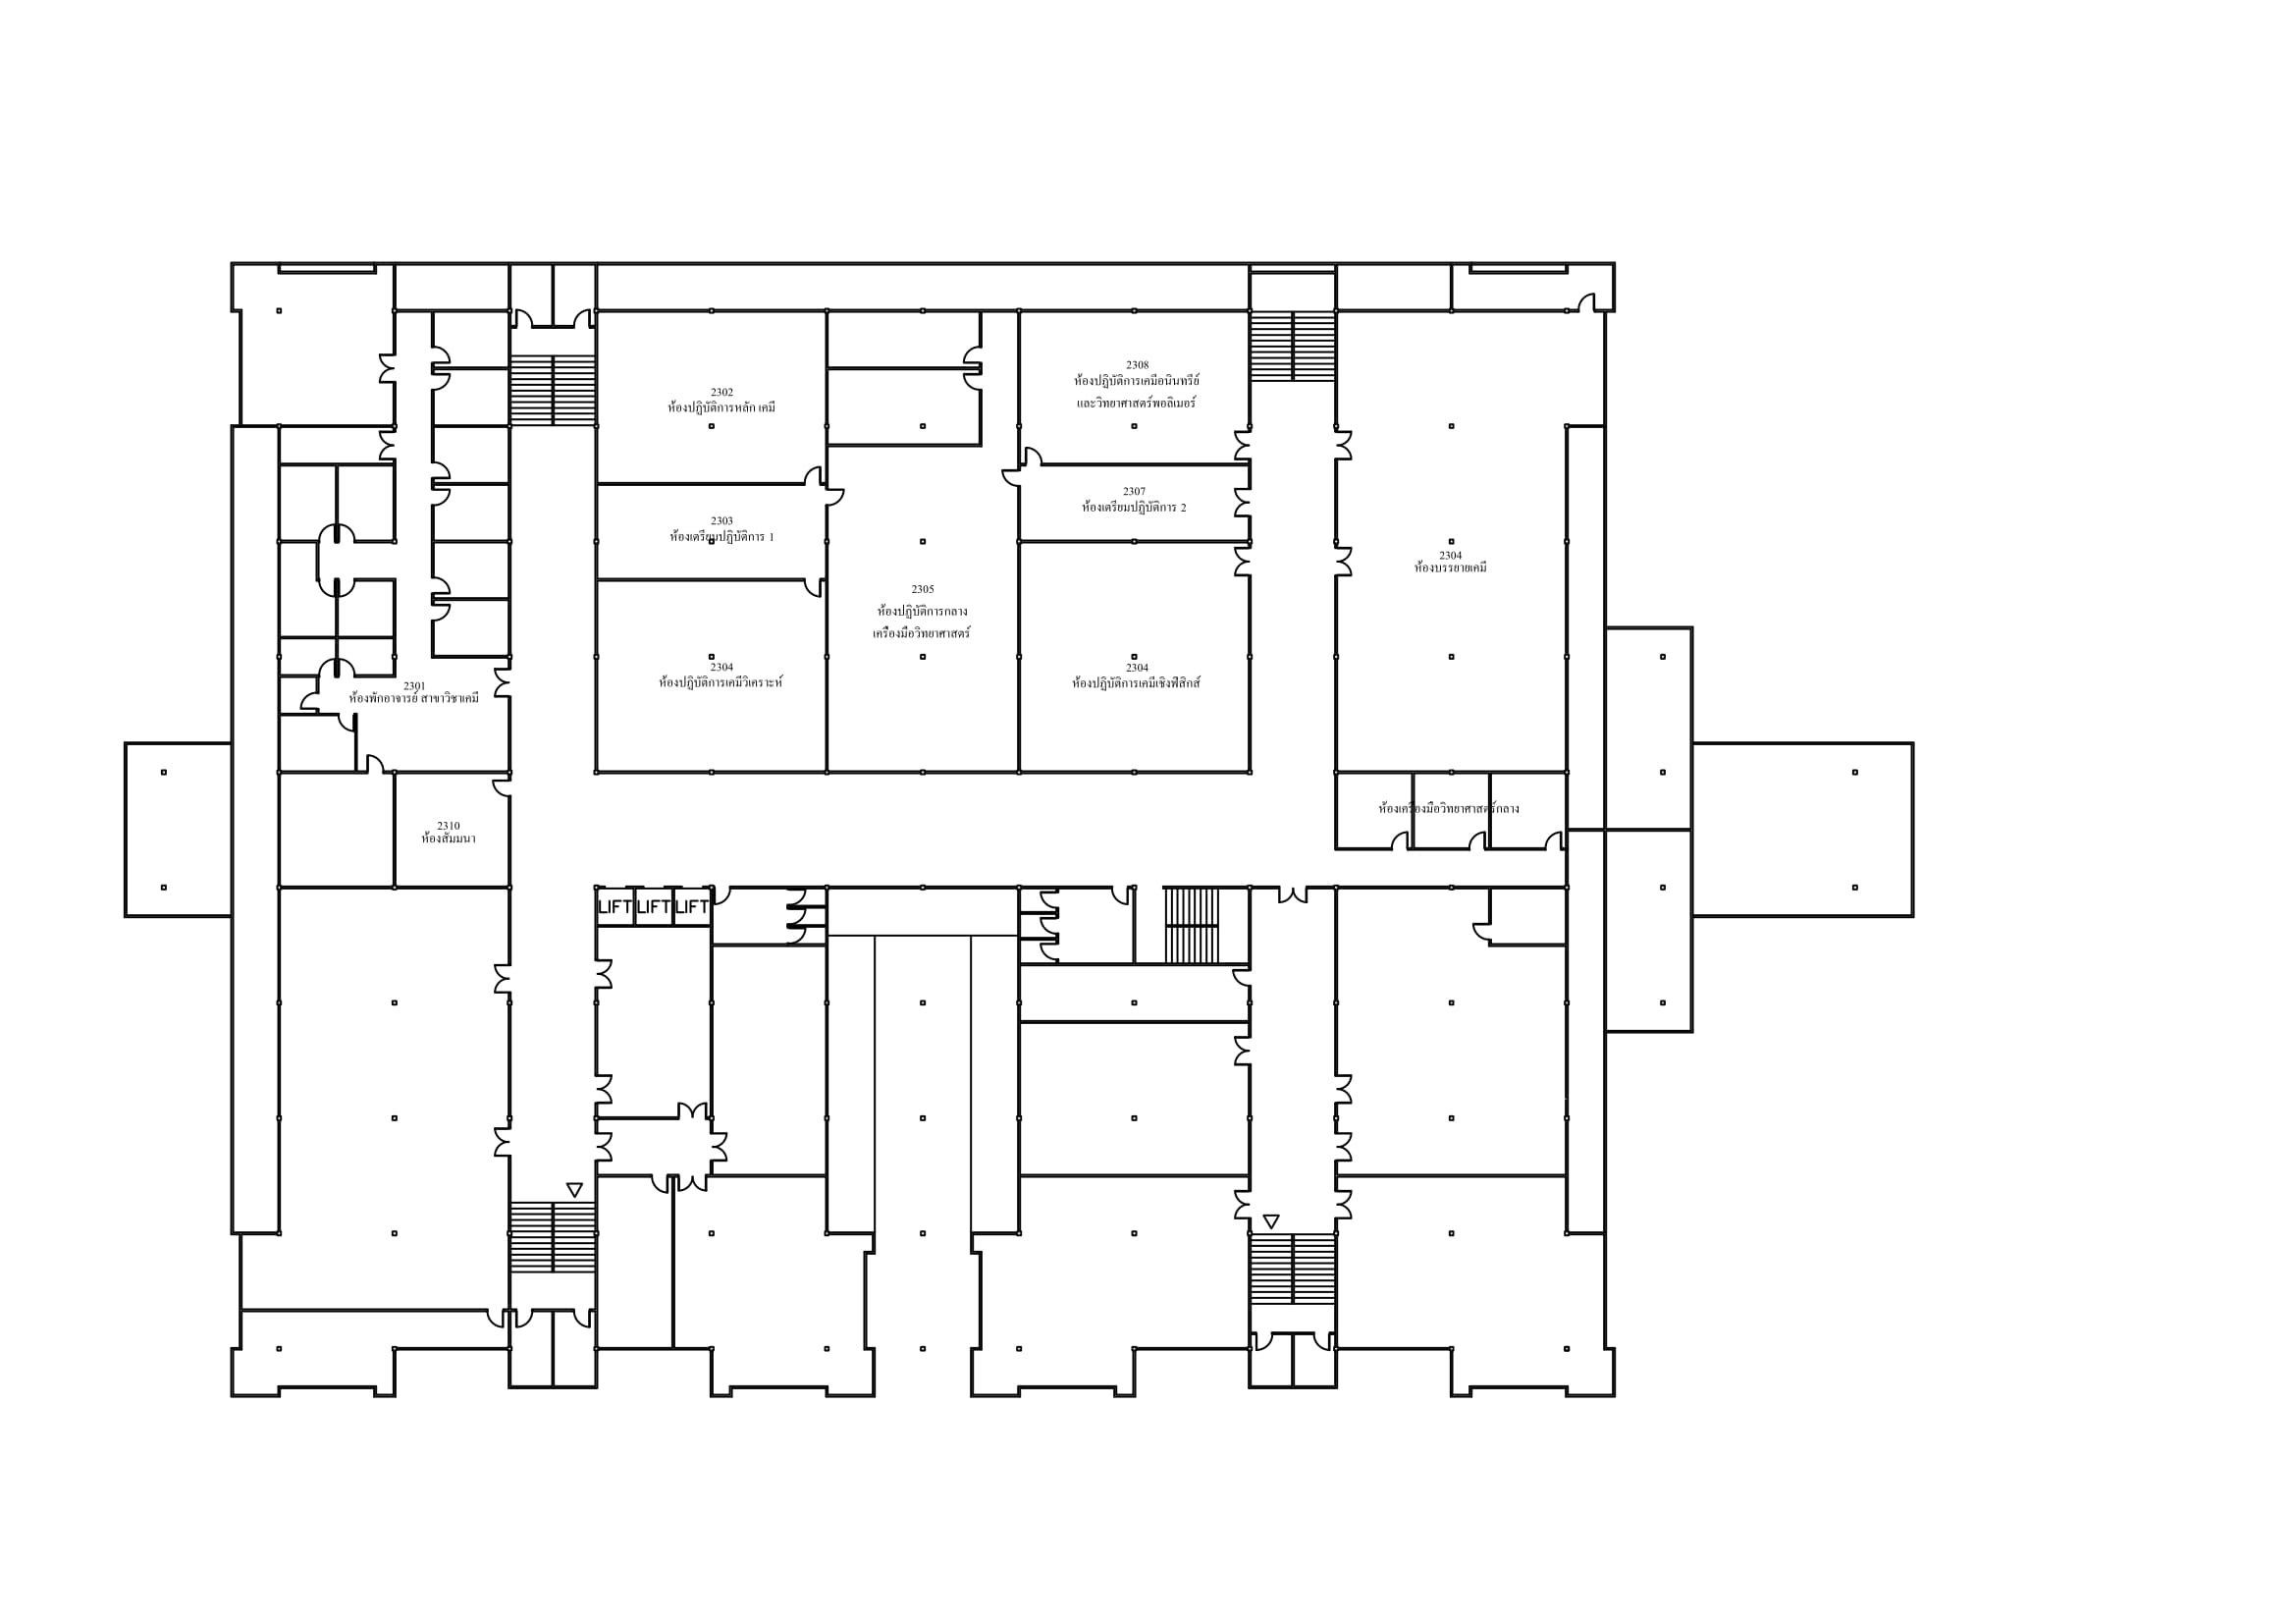 2308
ห้องปฏิบัติการเคมีอนินทรีย์
และวิทยาศาสตร์พอลิเมอร์
2302
ห้องปฏิบัติการหลัก เคมี
2307
ห้องเตรียมปฏิบัติการ 2
2303
ห้องเตรียมปฏิบัติการ 1
2304
ห้องบรรยายเคมี
2305
ห้องปฏิบัติการกลาง
เครื่องมือวิทยาศาสตร์
2304
ห้องปฏิบัติการเคมีวิเคราะห์
2304
ห้องปฏิบัติการเคมีเชิงฟิสิกส์
2301
ห้องพักอาจารย์ สาขาวิชาเคมี
ห้องเครื่องมือวิทยาศาสตร์กลาง
2310
ห้องสัมมนา
LIFT LIFT LIFT